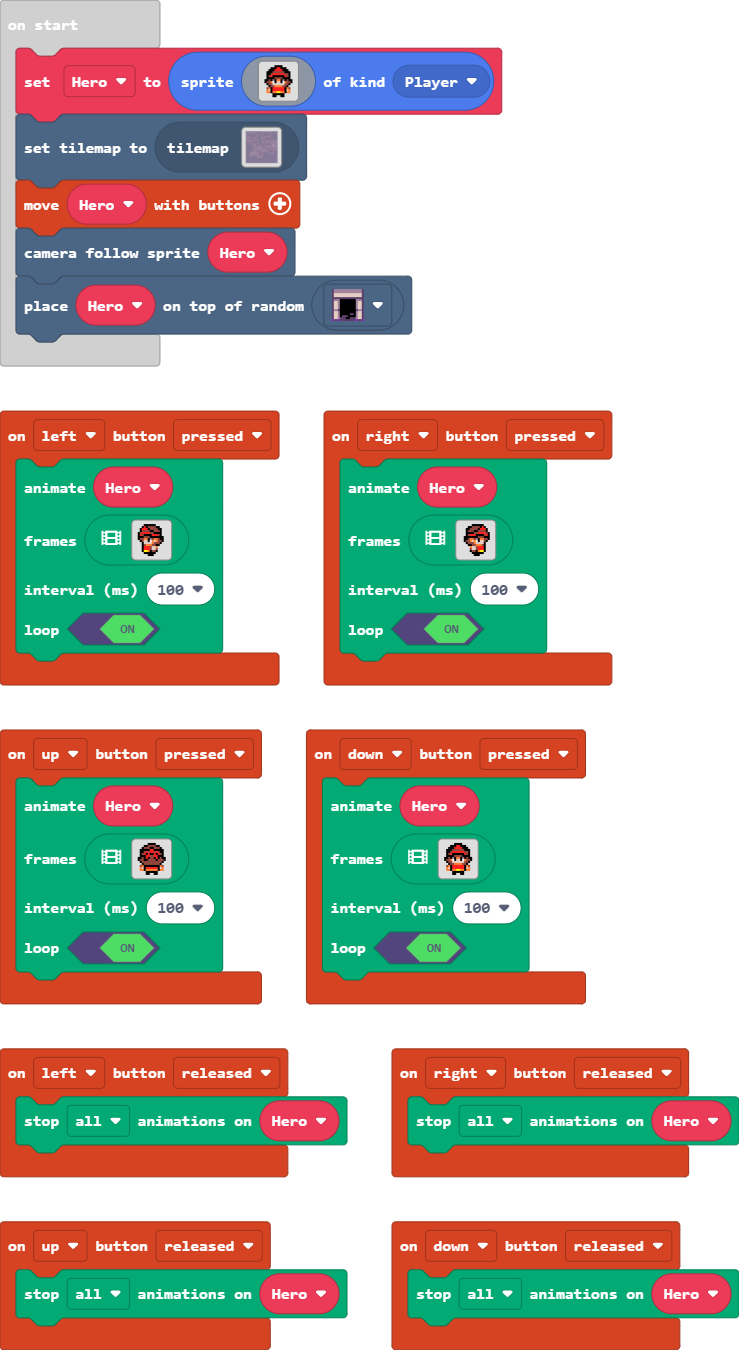 on start
set Hero to sprite of kind Player
set tilemap to tilemap
move Hero with buttons
camera follow sprite Hero
place Hero on top of random
on left button pressed
animate Hero
frames
interval (ms) 100
loop ON
on right button pressed
animate Hero
frames
interval (ms) 100
loop ON
on up button pressed
animate Hero
frames
interval (ms) 100
loop ON
on down button pressed
animate Hero
frames
interval (ms) 100
loop ON
on left button released
stop all animations on Hero
on right button released
stop all animations on Hero
on up button released
stop all animations on Hero
on down button released
stop all animations on Hero